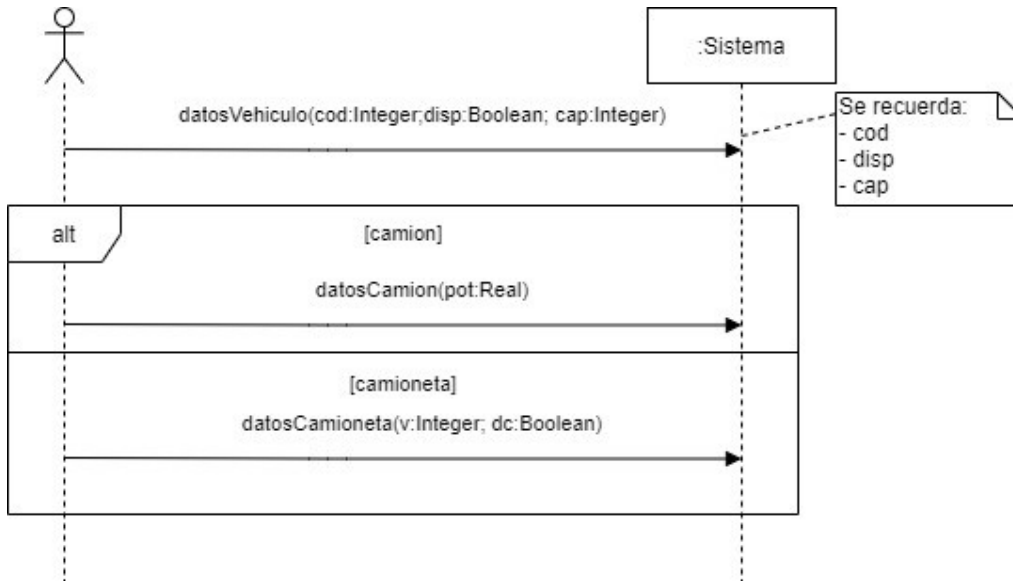 :Sistema
datosVehiculo(cod:Integer;disp:Boolean; cap:Integer)
Se recuerda:
- cod
- disp
- cap
alt
[camion]
datosCamion(pot:Real)
[camioneta]
datosCamioneta(v:Integer; dc:Boolean)